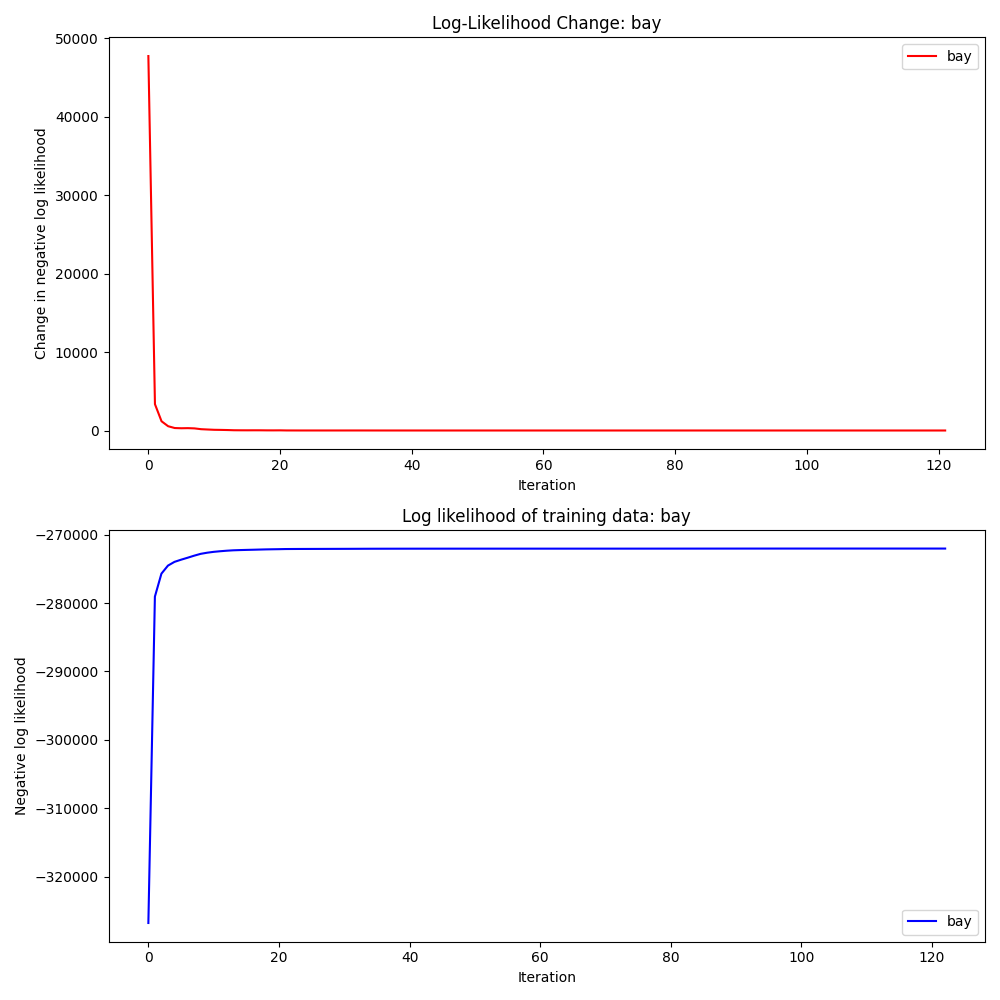 Log-Likelihood Change: bay
50000
40000
30000
20000
10000
0
Change in negative log likelihood
bay
0 20 40 60 80 100 120
Iteration
Log likelihood of training data: bay
−270000
−280000
−290000
−300000
−310000
−320000
Negative log likelihood
bay
0 20 40 60 80 100 120
Iteration